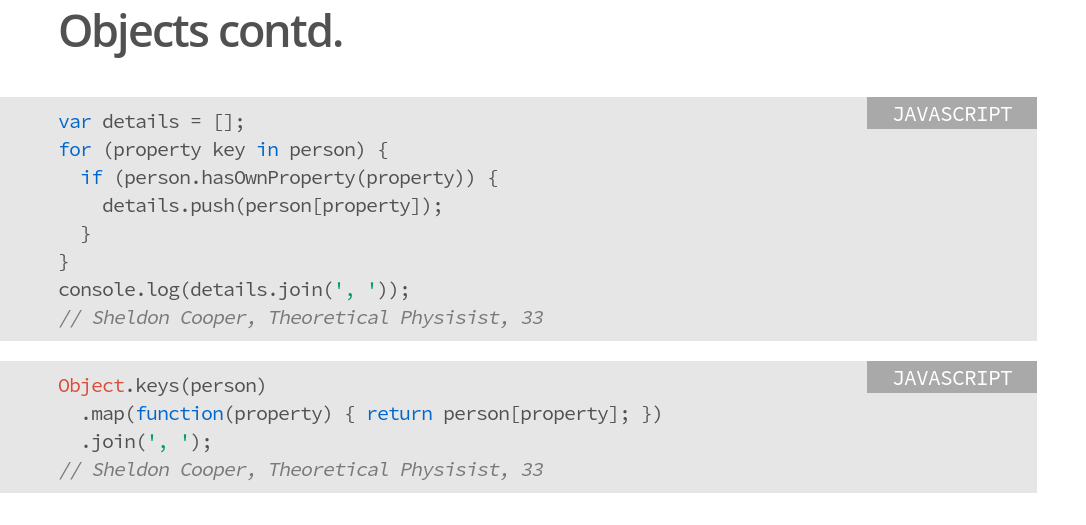 Objects contd.
JAVASCRIPT
var details = [];
for (property key in person) {
  if (person.hasOwnProperty(property)) {
    details.push(person[property]);
  }
}
console.log(details.join(', '));
// Sheldon Cooper, Theoretical Physisist, 33
JAVASCRIPT
Object.keys(person)
  .map(function(property) { return person[property]; })
  .join(', ');
// Sheldon Cooper, Theoretical Physisist, 33